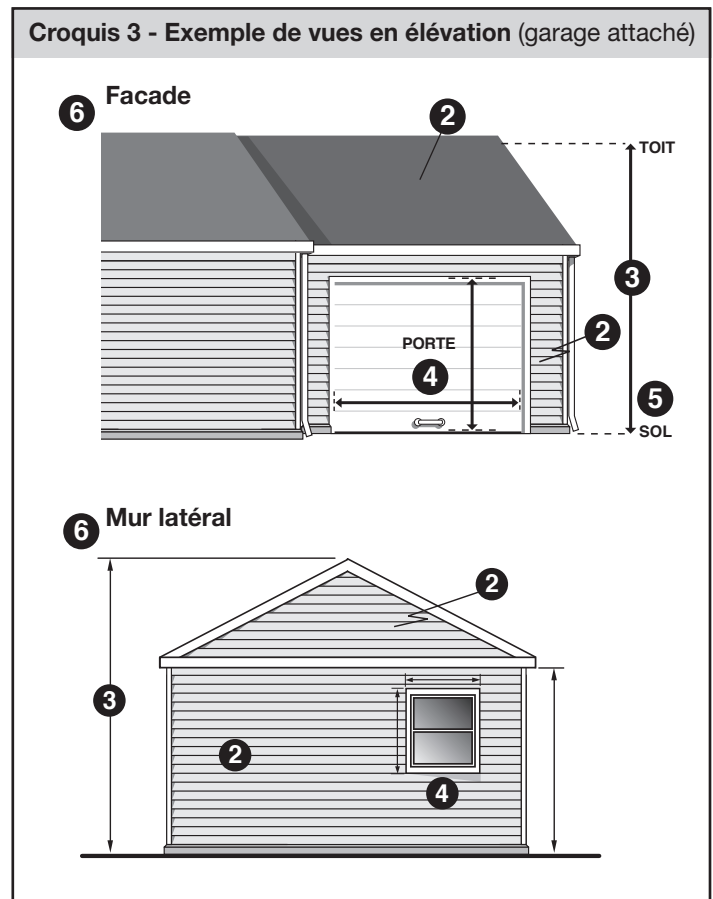 Croquis 3 - Exemple de vues en élévation (garage attaché)
6 Facade
2
TOIT
3
2
PORTE
4
5
SOL
6 Mur latéral
2
3
2
4